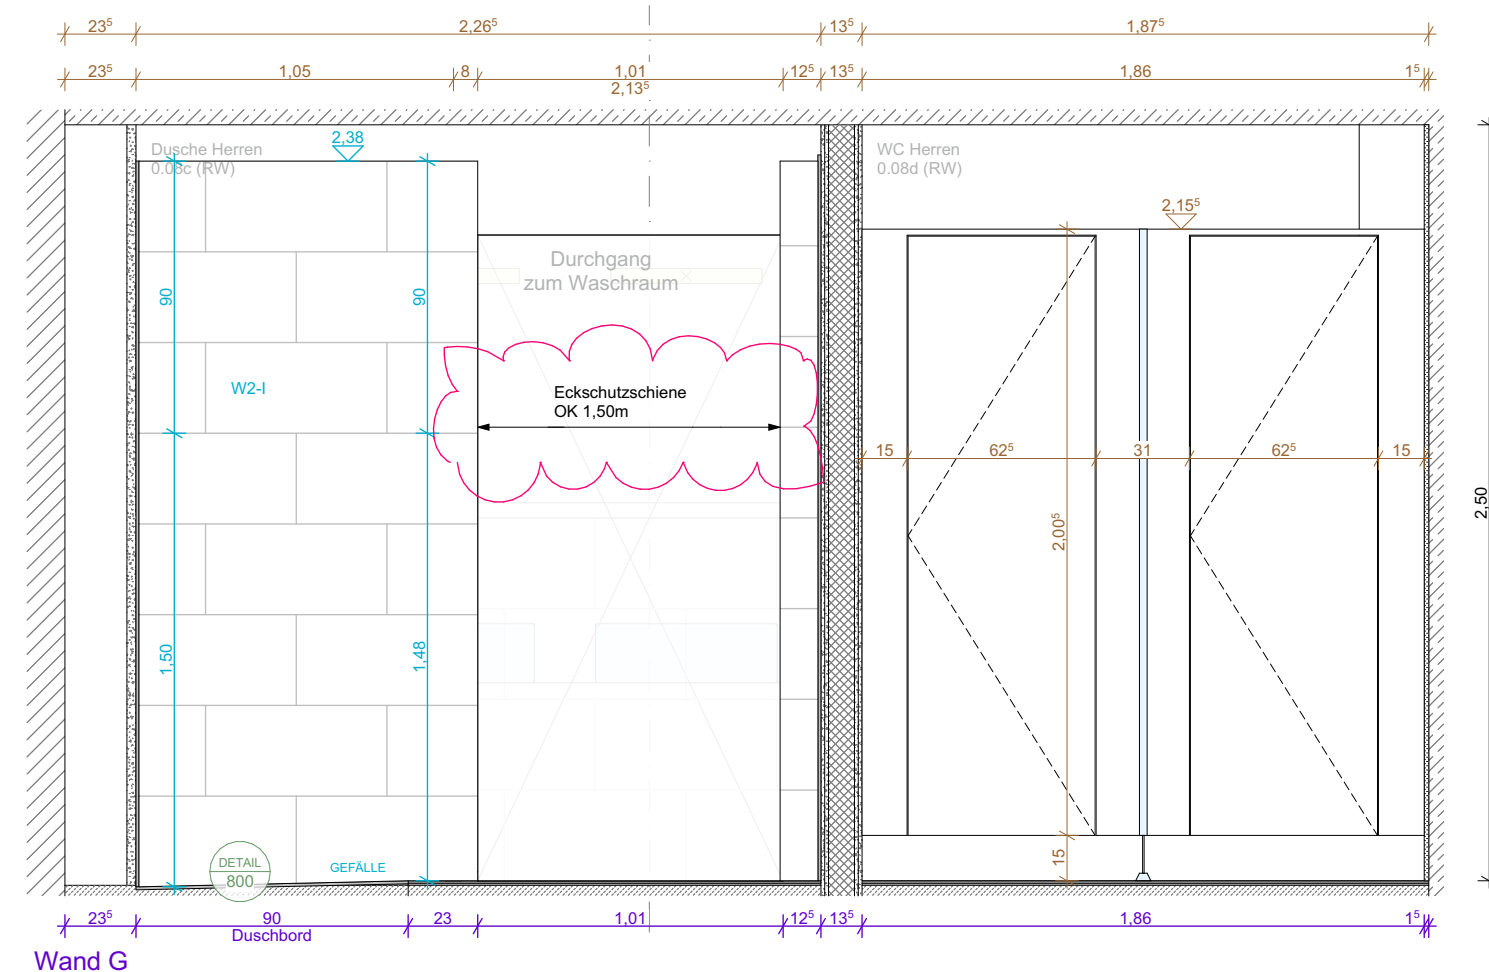 23⁵ 2,26⁵ 13⁵ 1,87⁵
23⁵ 1,05 8 1,01 12⁵ 13⁵ 1,86 1⁵
2,13⁵
Dusche Herren
0.08c (RW)
2,38
WC Herren
0.08d (RW)
2,15⁵
Durchgang
zum Waschraum
90 90
W2-I
Eckschutzschiene
OK 1,50m
15 62⁵ 31 62⁵ 15
2,50
2,00⁵
1,50 1,48
15
DETAIL
800
GEFÄLLE
23⁵ 90 23 1,01 12⁵ 13⁵ 1,86 1⁵
Duschbord
Wand G